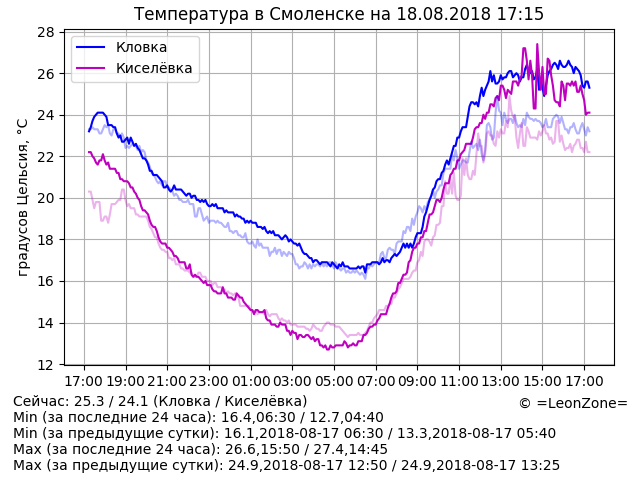 Температура в Смоленске на 18.08.2018 17:15
градусов Цельсия, °C
28
26
24
22
20
18
16
14
12
Кловка
Киселёвка
17:00 19:00 21:00 23:00 01:00 03:00 05:00 07:00 09:00 11:00 13:00 15:00 17:00
Сейчас: 25.3 / 24.1 (Кловка / Киселёвка)
© =LeonZone=
Min (за последние 24 часа): 16.4,06:30 / 12.7,04:40
Min (за предыдущие сутки): 16.1,2018-08-17 06:30 / 13.3,2018-08-17 05:40
Max (за последние 24 часа): 26.6,15:50 / 27.4,14:45
Max (за предыдущие сутки): 24.9,2018-08-17 12:50 / 24.9,2018-08-17 13:25